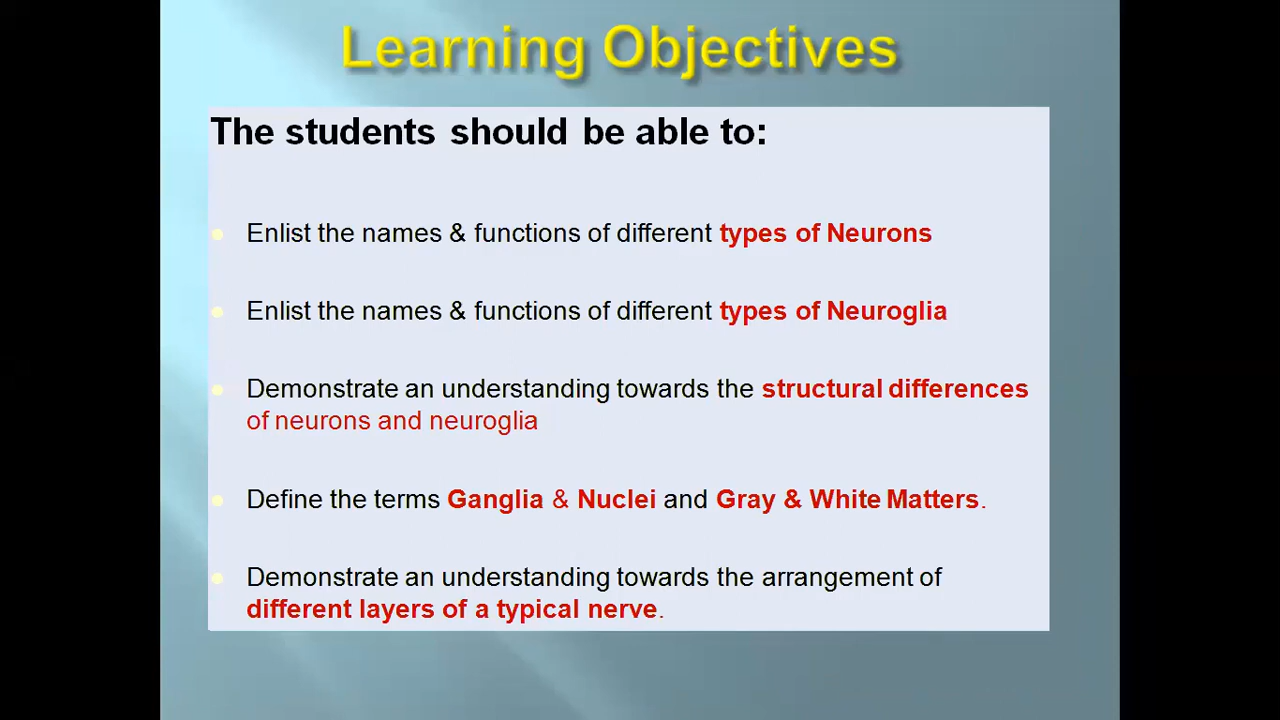 Learning Objectives
The students should be able to:
Enlist the names & functions of different types of Neurons
Enlist the names & functions of different types of Neuroglia
Demonstrate an understanding towards the structural differences
of neurons and neuroglia
Define the terms Ganglia & Nuclei and Gray & White Matters.
Demonstrate an understanding towards the arrangement of
different layers of a typical nerve.